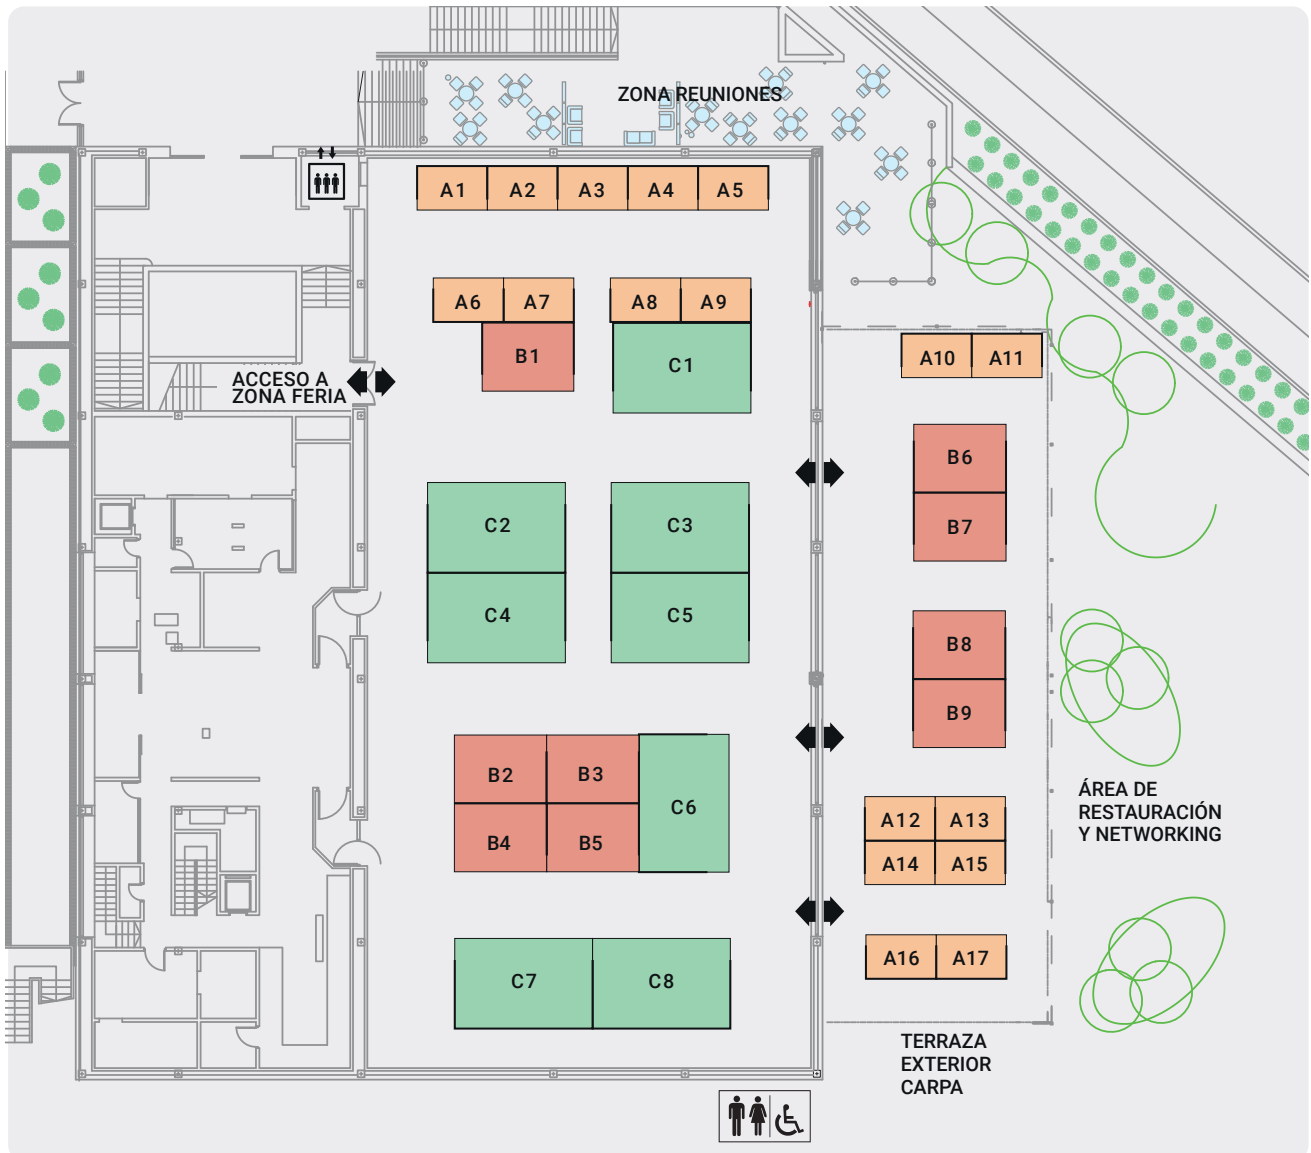 ZONA REUNIONES
A1 A2 A3 A4 A5
A6 A7 A8 A9
B1 C1
A10 A11
ACCESO A
ZONA FERIA
B6
B7
C2 C3
C4 C5
B8
B9
B2 B3 C6
B4 B5
A12 A13
A14 A15
ÁREA DE
RESTAURACIÓN
Y NETWORKING
A16 A17
C7 C8
TERRAZA
EXTERIOR
CARPA